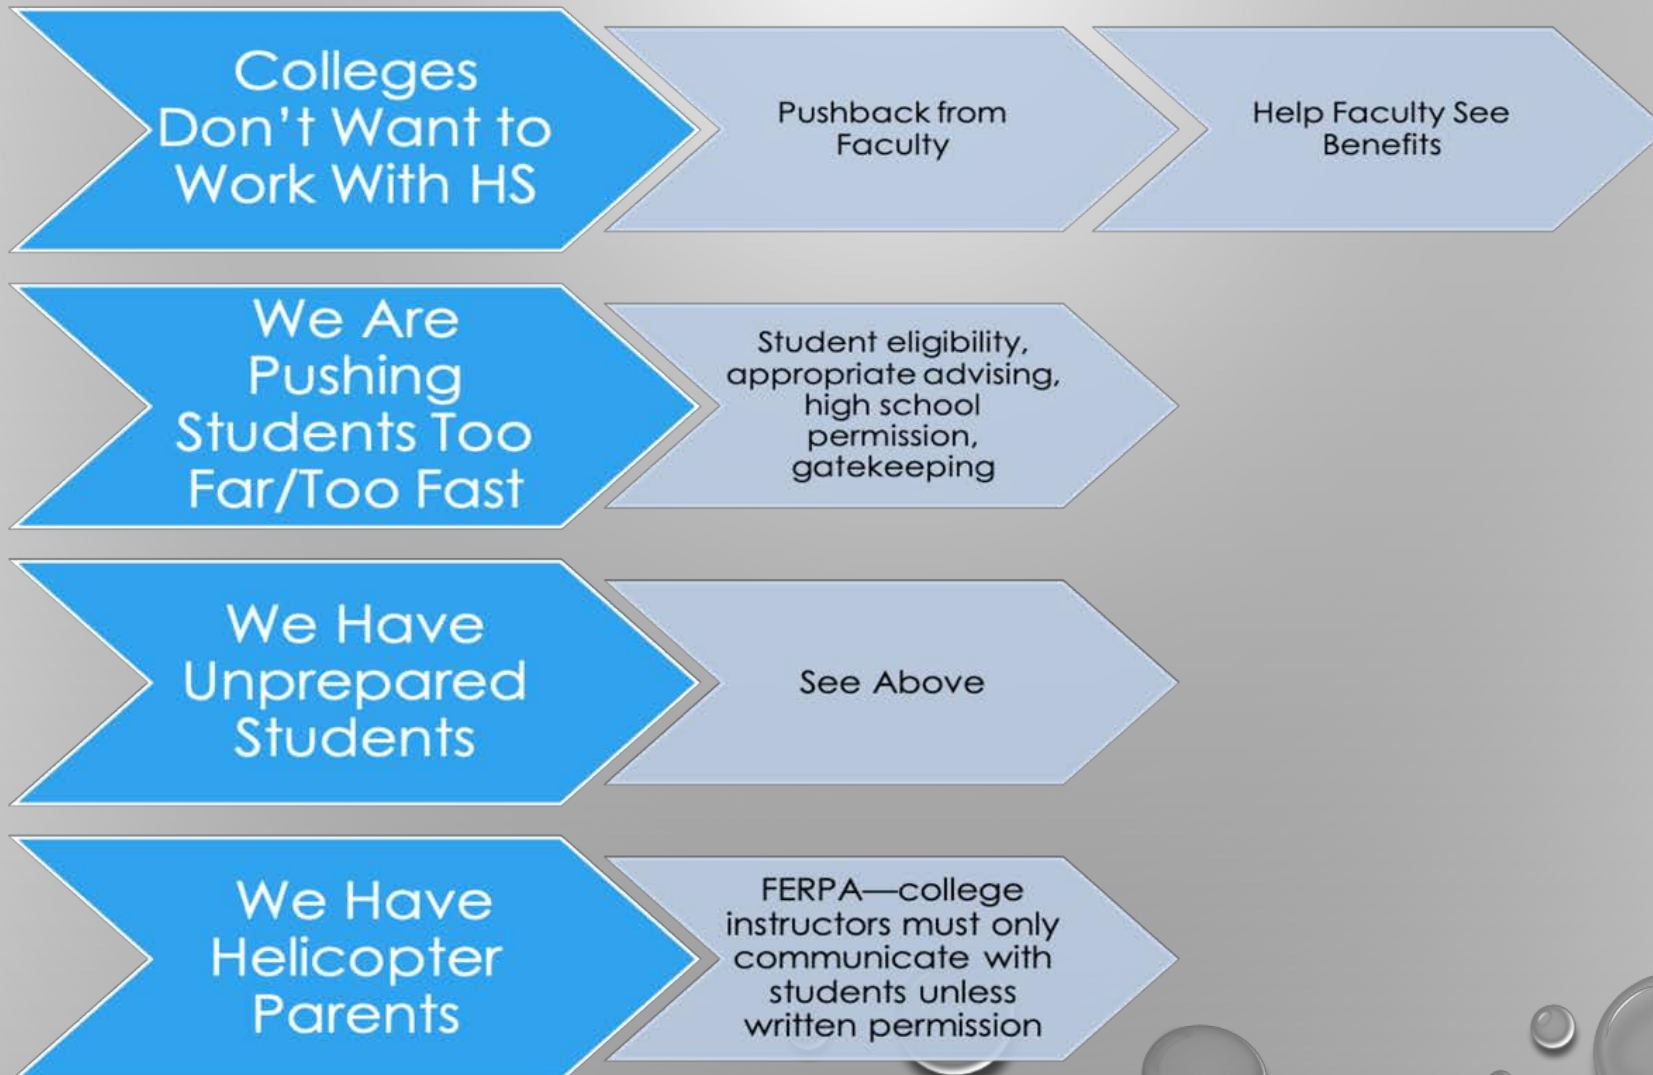 Colleges
Don't Want to
Work With HS
Pushback from
Faculty
Help Faculty See
Benefits
We Are
Pushing
Students Too
Far/Too Fast
Student eligibility,
appropriate advising,
high school
permission,
gatekeeping
We Have
Unprepared
Students
See Above
We Have
Helicopter
Parents
FERPA—college
instructors must only
communicate with
students unless
written permission